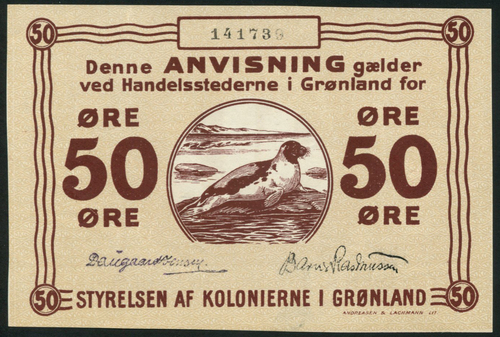 50 50
141739
Denne ANVISNING gælder
ved Handelsstederne i Grønland for
ØRE ØRE
50 50
ØRE ØRE
50 STYRELSEN AF KOLONIERNE I GRØNLAND 50
ANDREASEN & LACHMANN LIT.